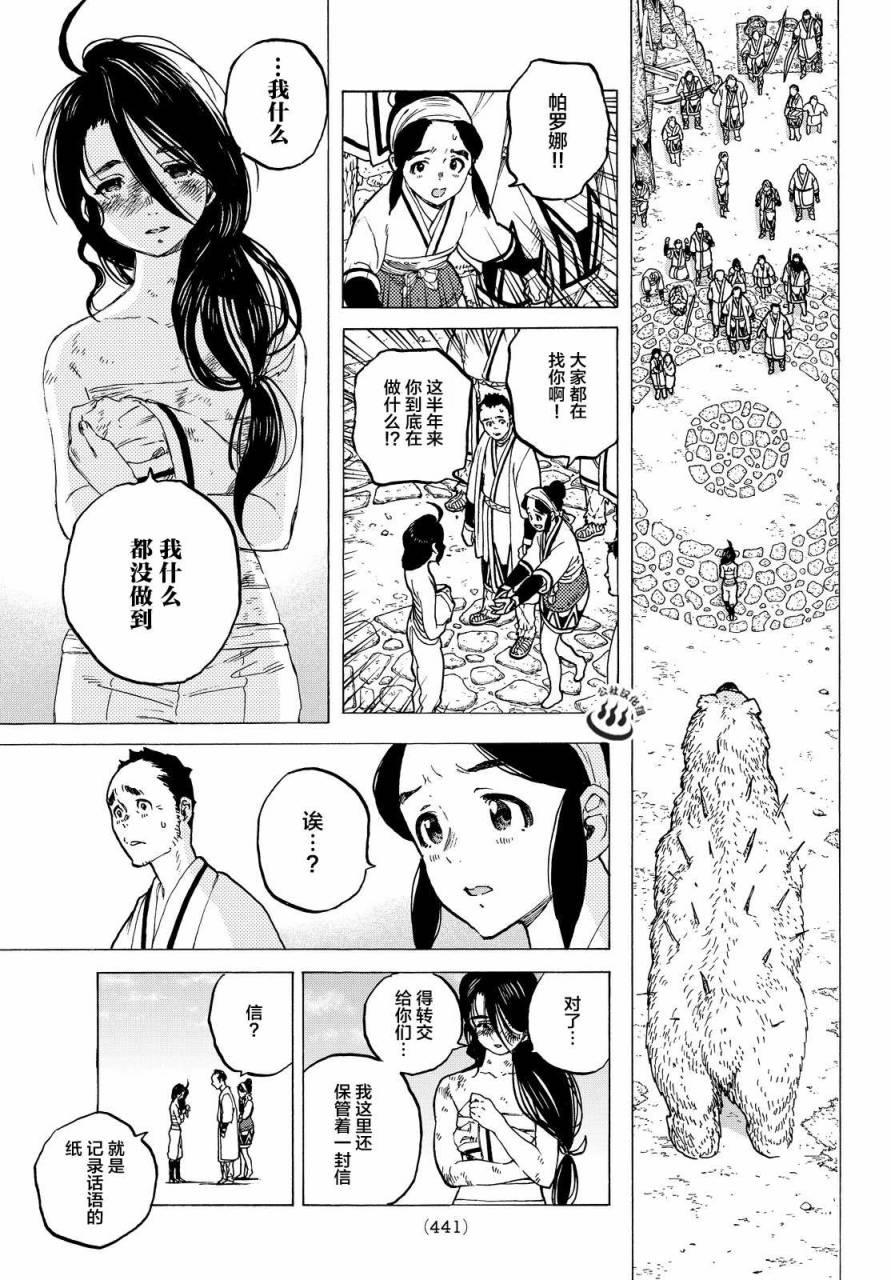 帕罗娜!!
大家都在
找你啊！
这半年来
你到底在
做什么!?
…我什么
我什么
都没做到
诶…?
对了…
得转交
给你们…
我这里还
保管着一封信
信？
就是
记录话语的
纸
公社汉化组
(441)